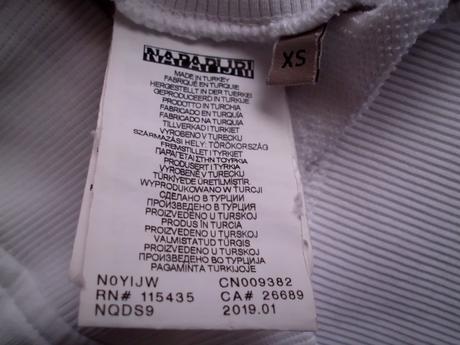 NAPAPIJRI
XS
MADE IN TURKEY
FABRIQUÉ EN TURQUIE
HERGESTELLT IN DER TUERKEI
GEPRODUCEERD IN TURKIJE
PRODOTTO IN TURCHIA
FABRICADO EN TURQUIA
FABRICADO NA TURQUIA
TILLVERKAD I TURKIET
VYROBENO V TURECKU
SZÁRMAZÁSI HELY: TÖRÖKORSZÁG
FREMSTILLET I TYRKIET
ΠΑΡΑΓΕΤΑΙ ΣΤΗΝ ΤΟΥΡΚΙΑ
PRODUSERT I TYRKIA
VYROBENÉ V TURECKU
TÜRKİYE'DE ÜRETİLMİŞTİR
WYPRODUKOWANO W TURCJI
СДЕЛАНО В ТУРЦИИ
ПРОИЗВЕДЕНО В ТУРЦИЯ
PROIZVEDENO U TURSKOJ
PRODUS ÎN TURCIA
PROIZVEDENO U TURSKOJ
VALMISTATUD TÜRGIS
PROIZVEDENO U TURSKOJ
ПРОИЗВЕДЕНО ВО ТУРЦИЈА
PAGAMINTA TURKIJOJE
N0YIJW CN009382
RN# 115435 CA# 26689
NQDS9 2019.01